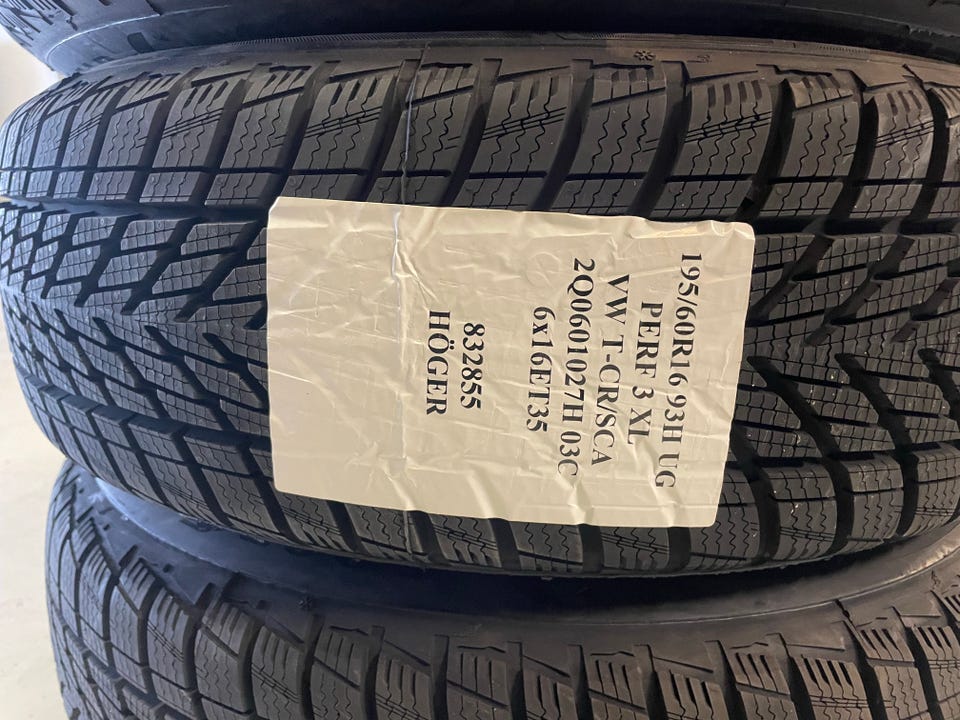 195/60R16 93H UG
PERF 3 XL
VW T-CR/SCA
2Q0601027H 03C
6x16ET35
832855
HÖGER